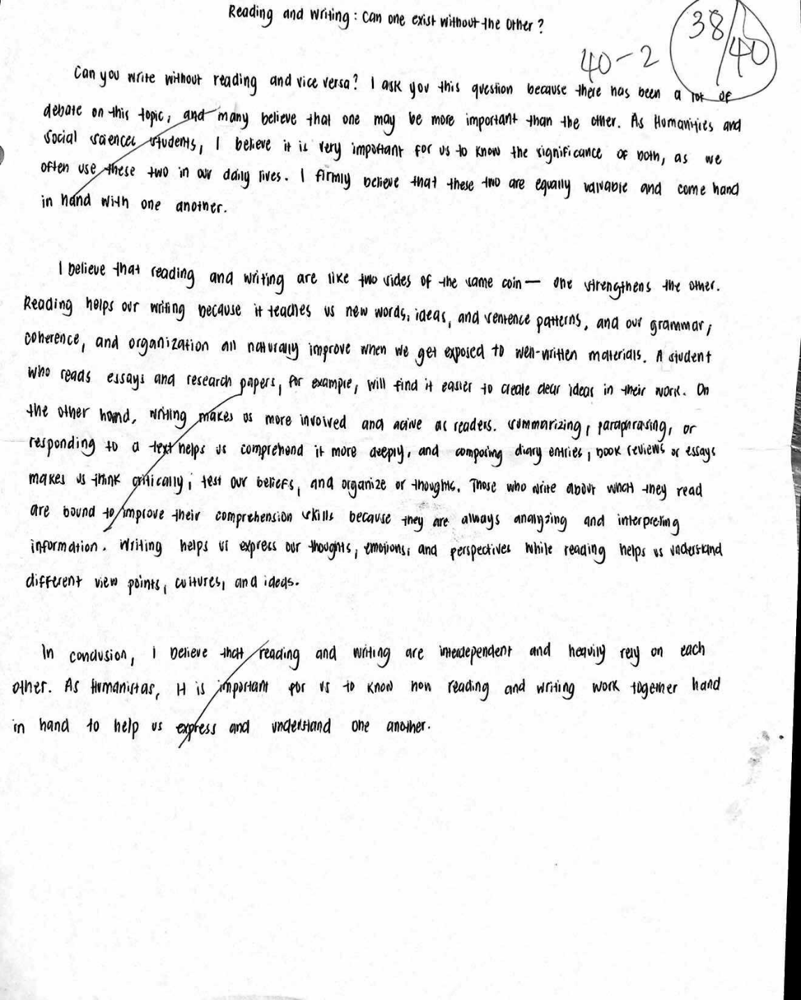 Reading and Writing: Can one exist without the other?
38/40
40-2
Can you write without reading and vice versa? I ask you this question because there has been a lot of
debate on this topic, and many believe that one may be more important than the other. As Humanities and
Social sciences students, I believe it is very important for us to know the significance of both, as we
often use these two in our daily lives. I firmly believe that these two are equally valuable and come hand
in hand with one another.
I believe that reading and writing are like two sides of the same coin — one strengthens the other.
Reading helps our writing because it teaches us new words, ideas, and sentence patterns, and our grammar,
coherence, and organization all naturally improve when we get exposed to well-written materials. A student
who reads essays and research papers, for example, will find it easier to create clear ideas in their work. On
the other hand, writing makes us more involved and active as readers. Summarizing, paraphrasing, or
responding to a text helps us comprehend it more deeply, and composing diary entries, book reviews or essays
makes us think critically, test our beliefs, and organize or thoughts. Those who write about what they read
are bound to improve their comprehension skills because they are always analyzing and interpreting
information. Writing helps us express our thoughts, emotions, and perspectives while reading helps us understand
different view points, cultures, and ideas.
In conclusion, I believe that reading and writing are interdependent and heavily rely on each
other. As Humanistas, it is important for us to know how reading and writing work together hand
in hand to help us express and understand one another.